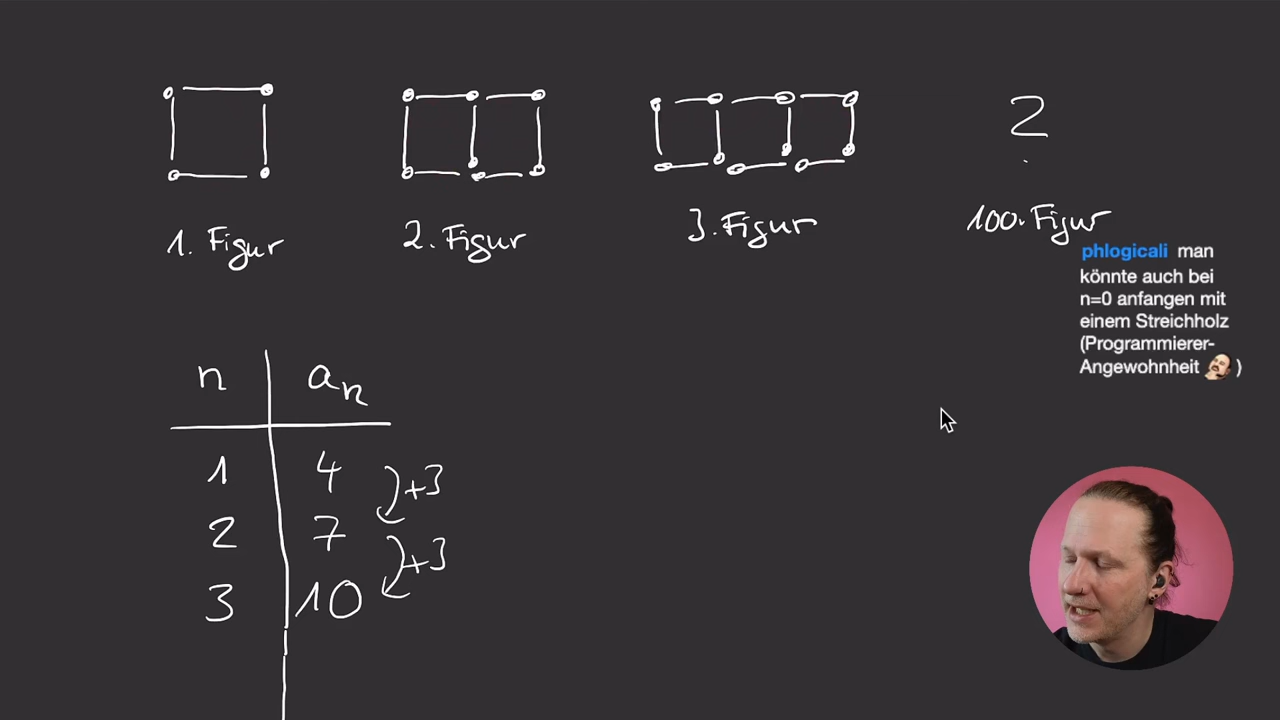 2
1. Figur
2. Figur
3. Figur
100. Figur
phlogicali man
könnte auch bei
n=0 anfangen mit
einem Streichholz
(Programmierer-
Angewohnheit )
n aₙ
1 4
+3
2 7
+3
3 10